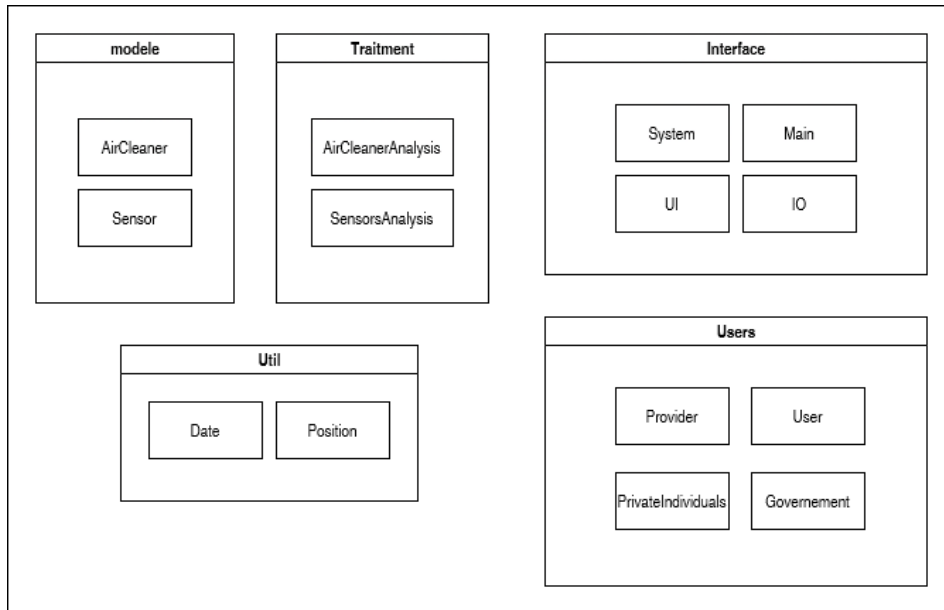 modele
AirCleaner
Sensor
Traitment
AirCleanerAnalysis
SensorsAnalysis
Interface
System
Main
UI
IO
Util
Date
Position
Users
Provider
User
PrivateIndividuals
Governement